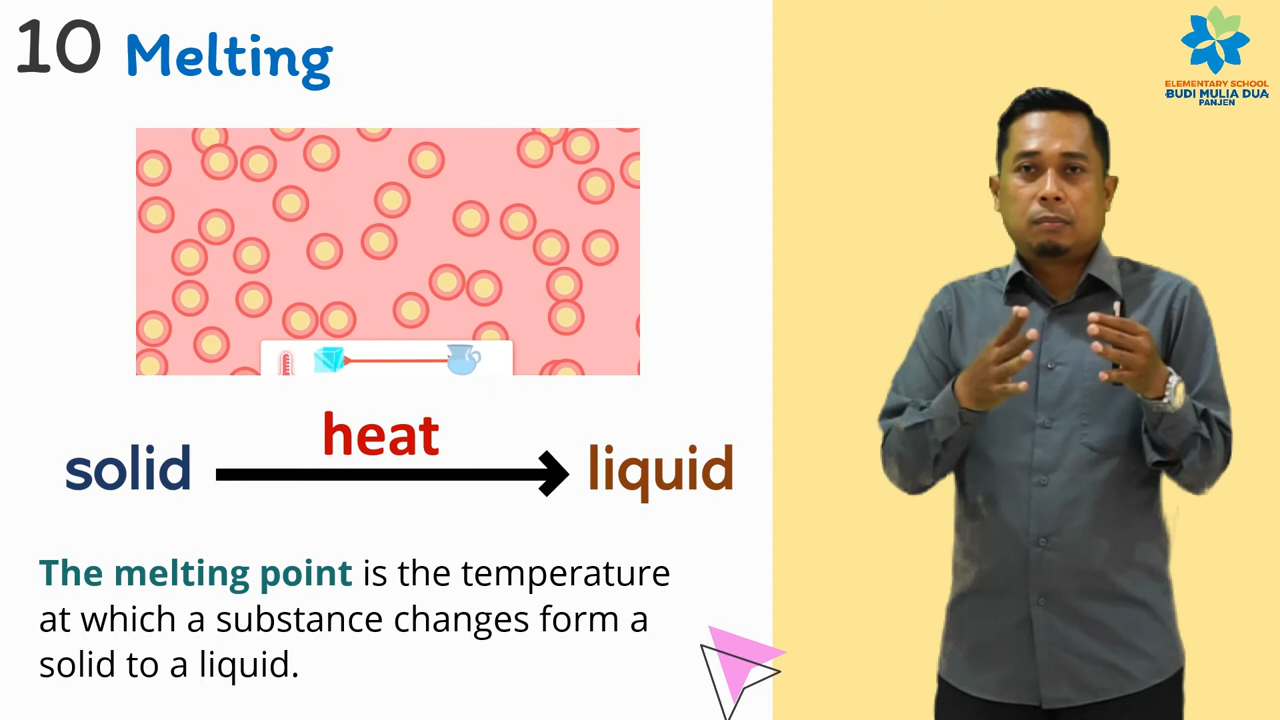 10 Melting
ELEMENTARY SCHOOL
BUDI MULIA DUA
PANJEN
heat
solid liquid
The melting point is the temperature
at which a substance changes form a
solid to a liquid.